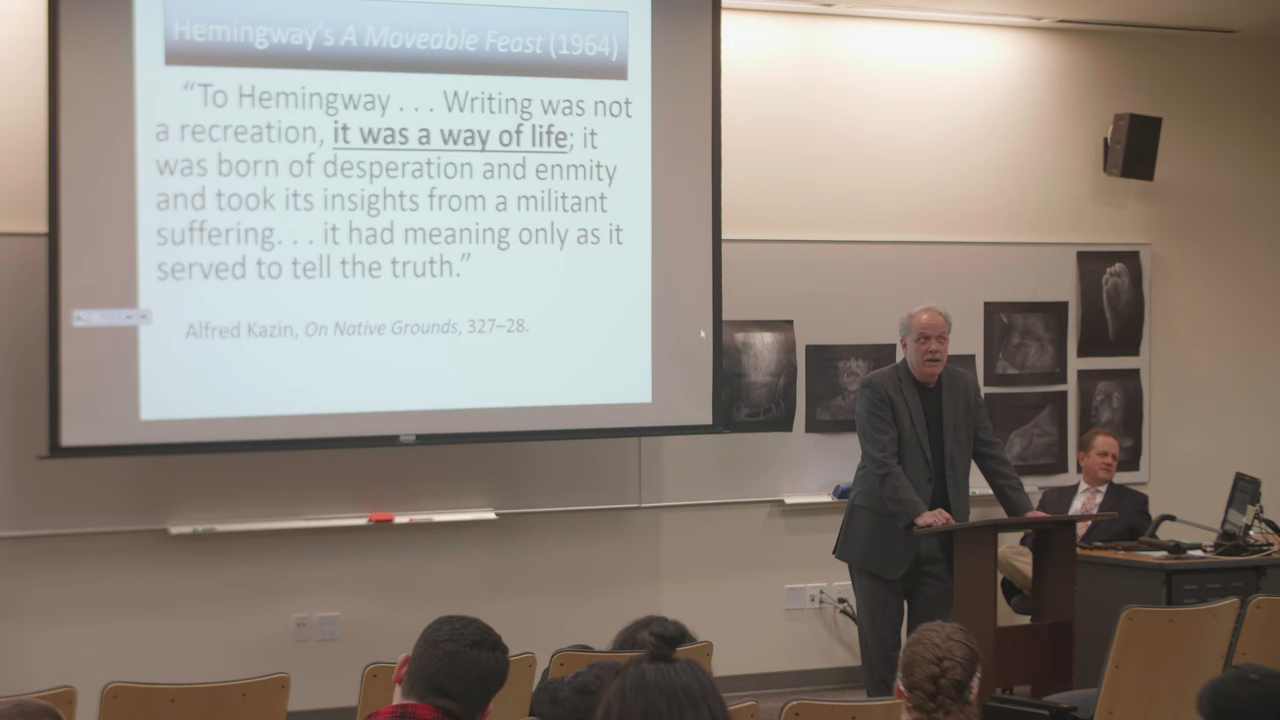 Hemingway's A Moveable Feast (1964)
“To Hemingway . . . Writing was not
a recreation, it was a way of life; it
was born of desperation and enmity
and took its insights from a militant
suffering. . . it had meaning only as it
served to tell the truth.”
Alfred Kazin, On Native Grounds, 327–28.